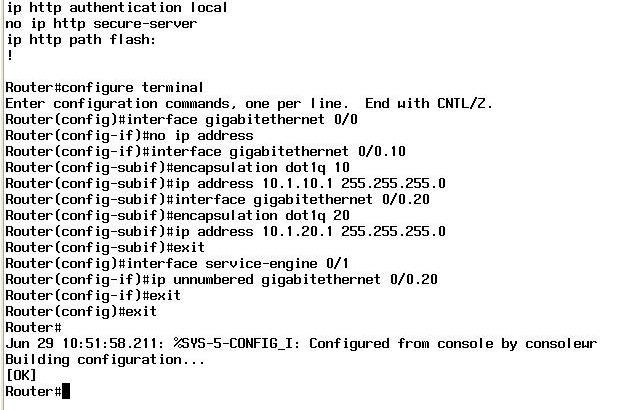 ip http authentication local
no ip http secure-server
ip http path flash:
!
Router#configure terminal
Enter configuration commands, one per line.  End with CNTL/Z.
Router(config)#interface gigabitethernet 0/0
Router(config-if)#no ip address
Router(config-if)#interface gigabitethernet 0/0.10
Router(config-subif)#encapsulation dot1q 10
Router(config-subif)#ip address 10.1.10.1 255.255.255.0
Router(config-subif)#interface gigabitethernet 0/0.20
Router(config-subif)#encapsulation dot1q 20
Router(config-subif)#ip address 10.1.20.1 255.255.255.0
Router(config-subif)#exit
Router(config)#interface service-engine 0/1
Router(config-if)#ip unnumbered gigabitethernet 0/0.20
Router(config-if)#exit
Router(config)#exit
Router#
Jun 29 10:51:58.211: %SYS-5-CONFIG_I: Configured from console by consolewr
Building configuration...
[OK]
Router#